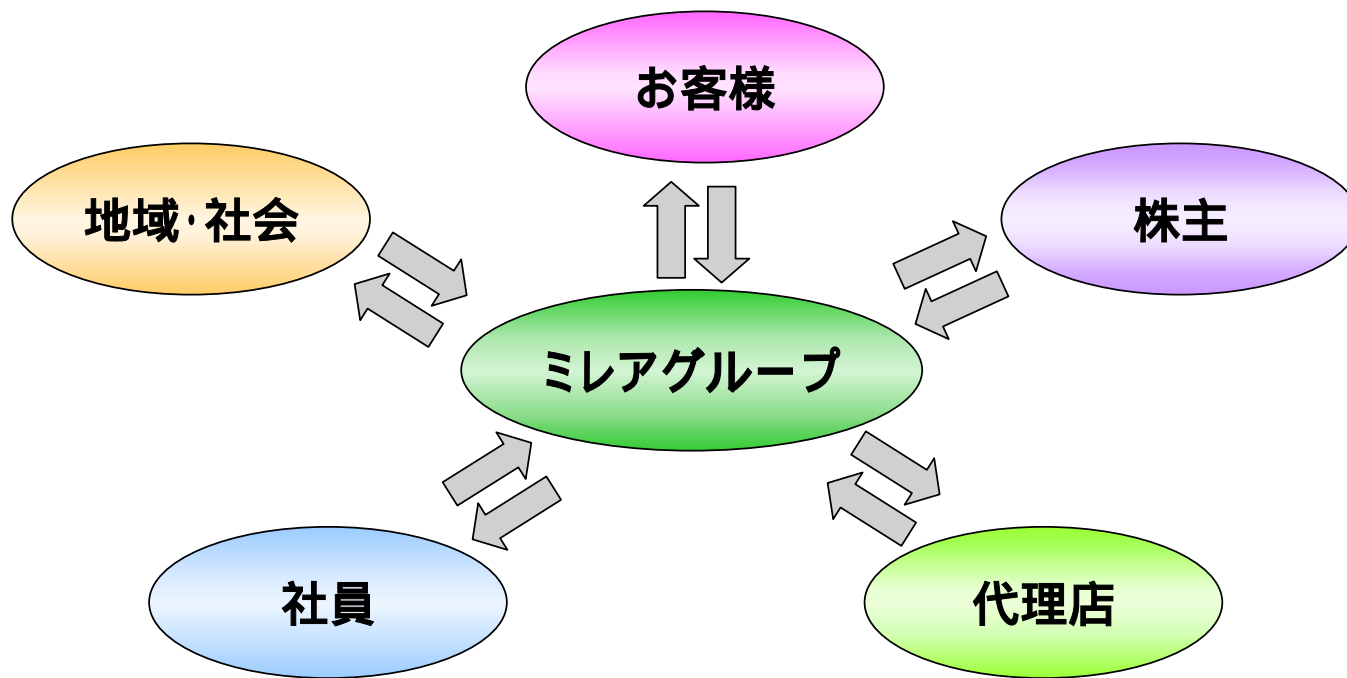 お客様
地域・社会
株主
ミレアグループ
社員
代理店